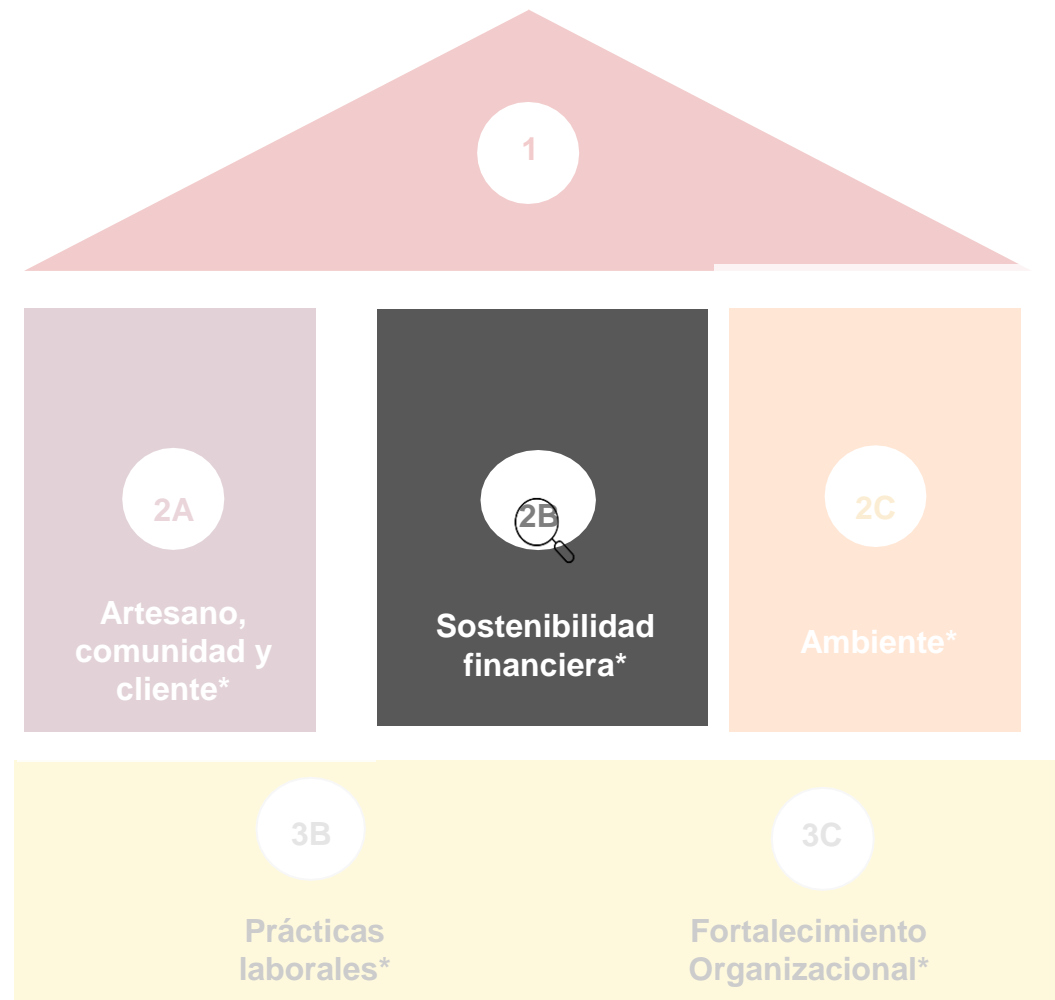 1
2A
Artesano,
comunidad y
cliente*
2B
Sostenibilidad
financiera*
2C
Ambiente*
3B
Prácticas
laborales*
3C
Fortalecimiento
Organizacional*